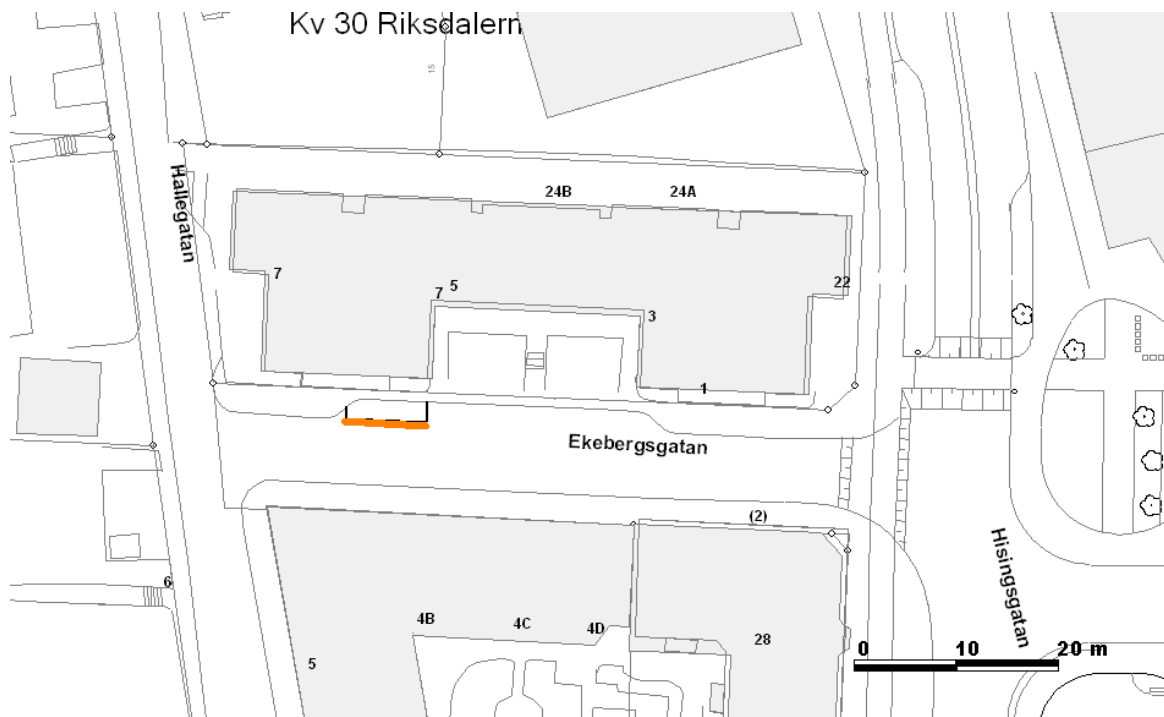 Kv 30 Riksdalern
15
Hallegatan
24B
24A
7
7
5
22
3
1
Ekebergsgatan
(2)
Hisingsgatan
6
4B
4C
4D
28
5
0 10 20 m